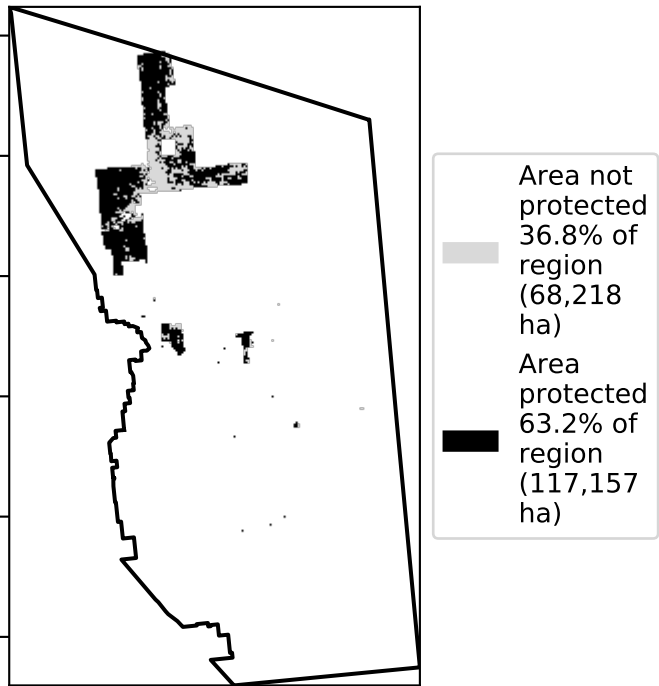 Area not
protected
36.8% of
region
(68,218
ha)
Area
protected
63.2% of
region
(117,157
ha)